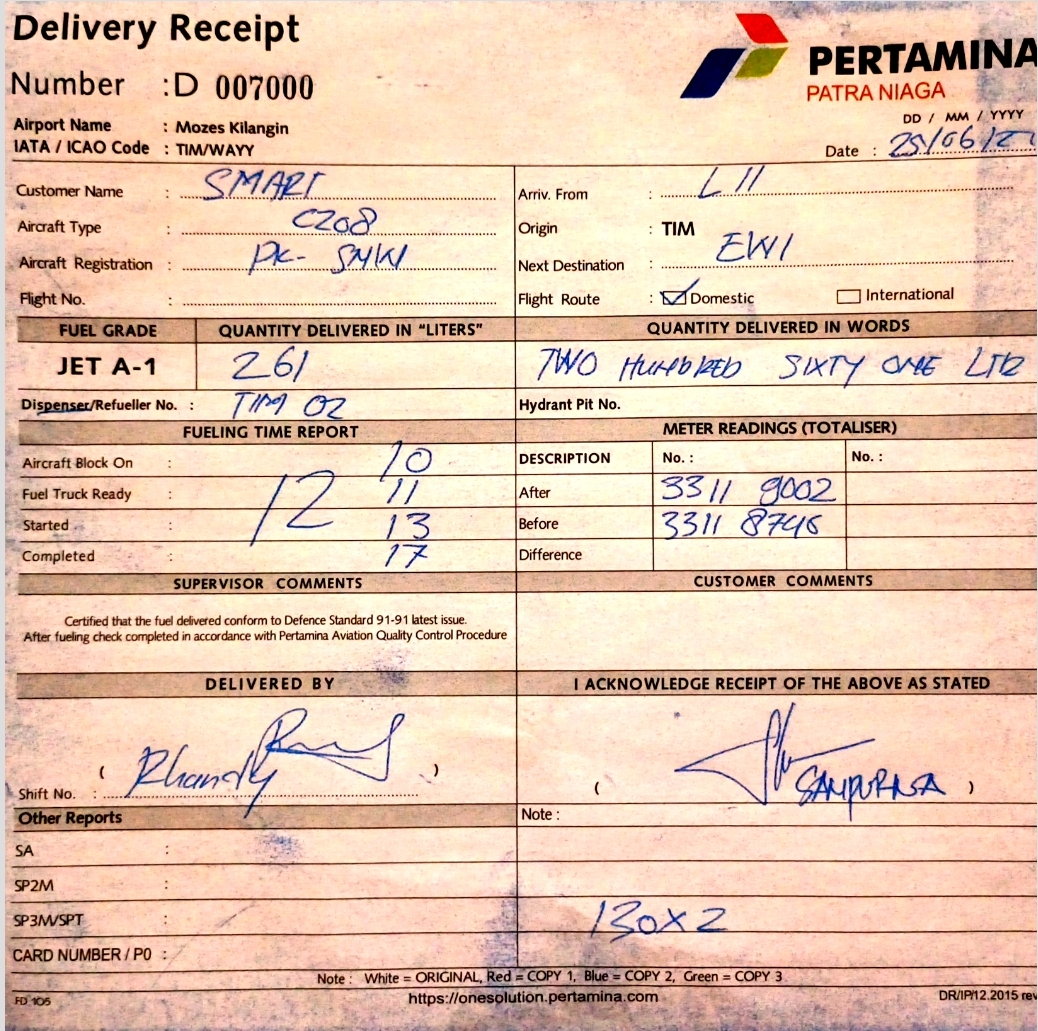 Delivery Receipt
PERTAMINA
PATRA NIAGA
Number : D 007000
Airport Name : Mozes Kilangin
IATA / ICAO Code : TIM/WAYY
DD / MM / YYYY
Date : 25/06/
Customer Name : SMART
Arriv. From : LII
Aircraft Type : C208
Origin : TIM
Aircraft Registration : PK-
Next Destination : EWI
Flight No. :
Flight Route : Domestic International
FUEL GRADE QUANTITY DELIVERED IN "LITERS" QUANTITY DELIVERED IN WORDS
JET A-1 261 TWO HUNDRED SIXTY ONE LTR
Dispenser/Refueller No. : TIM 02 Hydrant Pit No.
FUELING TIME REPORT METER READINGS (TOTALISER)
Aircraft Block On : 10 DESCRIPTION No. : No. :
Fuel Truck Ready : 12 11 After 3311 9002
Started : 13 Before 3311
Completed : 17 Difference
SUPERVISOR COMMENTS CUSTOMER COMMENTS
Certified that the fuel delivered conform to Defence Standard 91-91 latest issue.
After fueling check completed in accordance with Pertamina Aviation Quality Control Procedure
DELIVERED BY I ACKNOWLEDGE RECEIPT OF THE ABOVE AS STATED
( Rhandy )
( SAMPURNA )
Shift No. :
Other Reports Note :
SA :
SP2M :
SP3M/SPT : 130x2
CARD NUMBER / PO :
Note : White = ORIGINAL, Red = COPY 1, Blue = COPY 2, Green = COPY 3
FD 105 https://onesolution.pertamina.com DR/IP/12.2015 rev